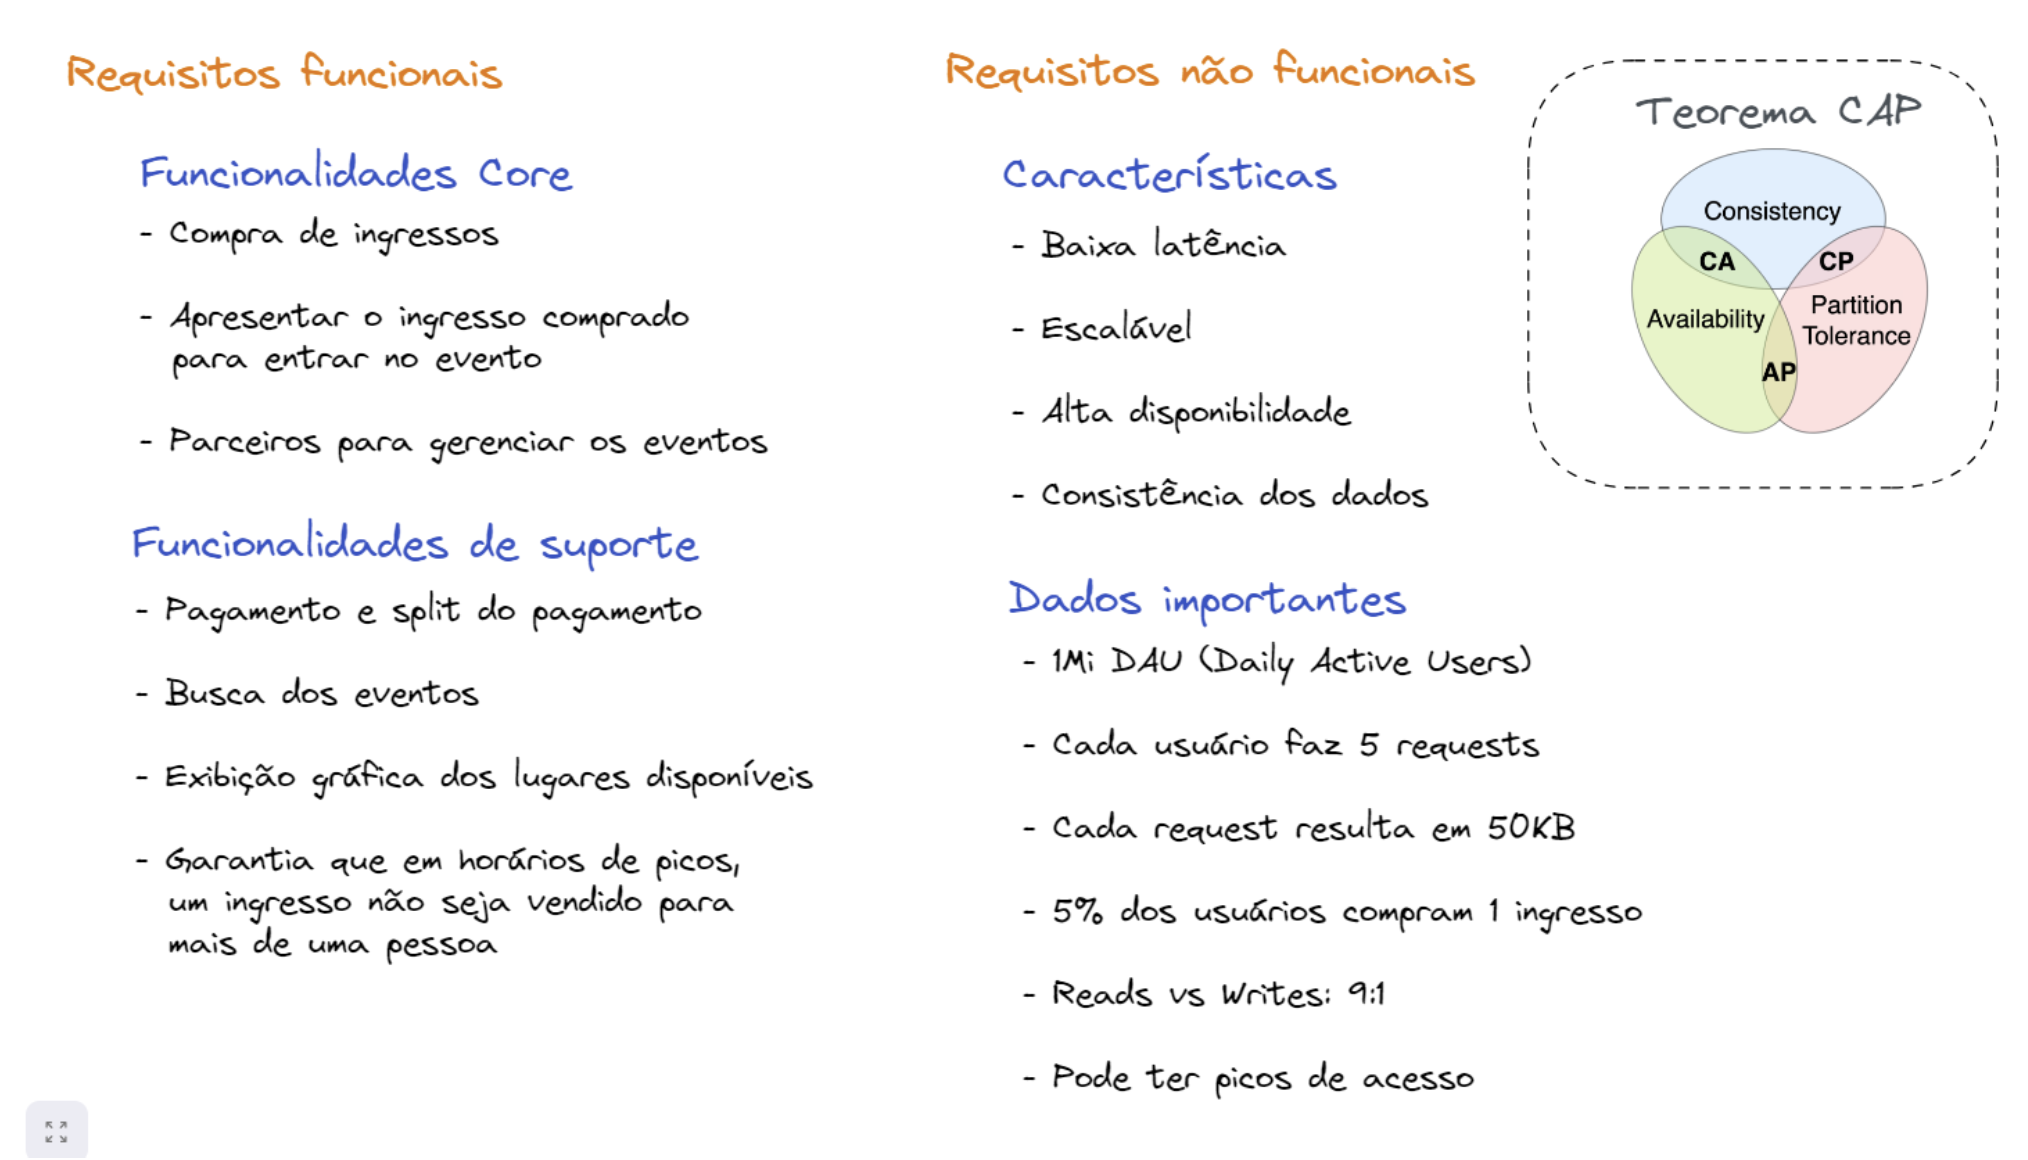 Requisitos funcionais
Funcionalidades Core
- Compra de ingressos
- Apresentar o ingresso comprado
para entrar no evento
- Parceiros para gerenciar os eventos
Funcionalidades de suporte
- Pagamento e split do pagamento
- Busca dos eventos
- Exibição gráfica dos lugares disponíveis
- Garantia que em horários de picos,
um ingresso não seja vendido para
mais de uma pessoa
Requisitos não funcionais
Características
- Baixa latência
- Escalável
- Alta disponibilidade
- Consistência dos dados
Dados importantes
- 1Mi DAU (Daily Active Users)
- Cada usuário faz 5 requests
- Cada request resulta em 50KB
- 5% dos usuários compram 1 ingresso
- Reads vs Writes: 9:1
- Pode ter picos de acesso
Teorema CAP
Consistency
CA
CP
Availability
Partition
Tolerance
AP